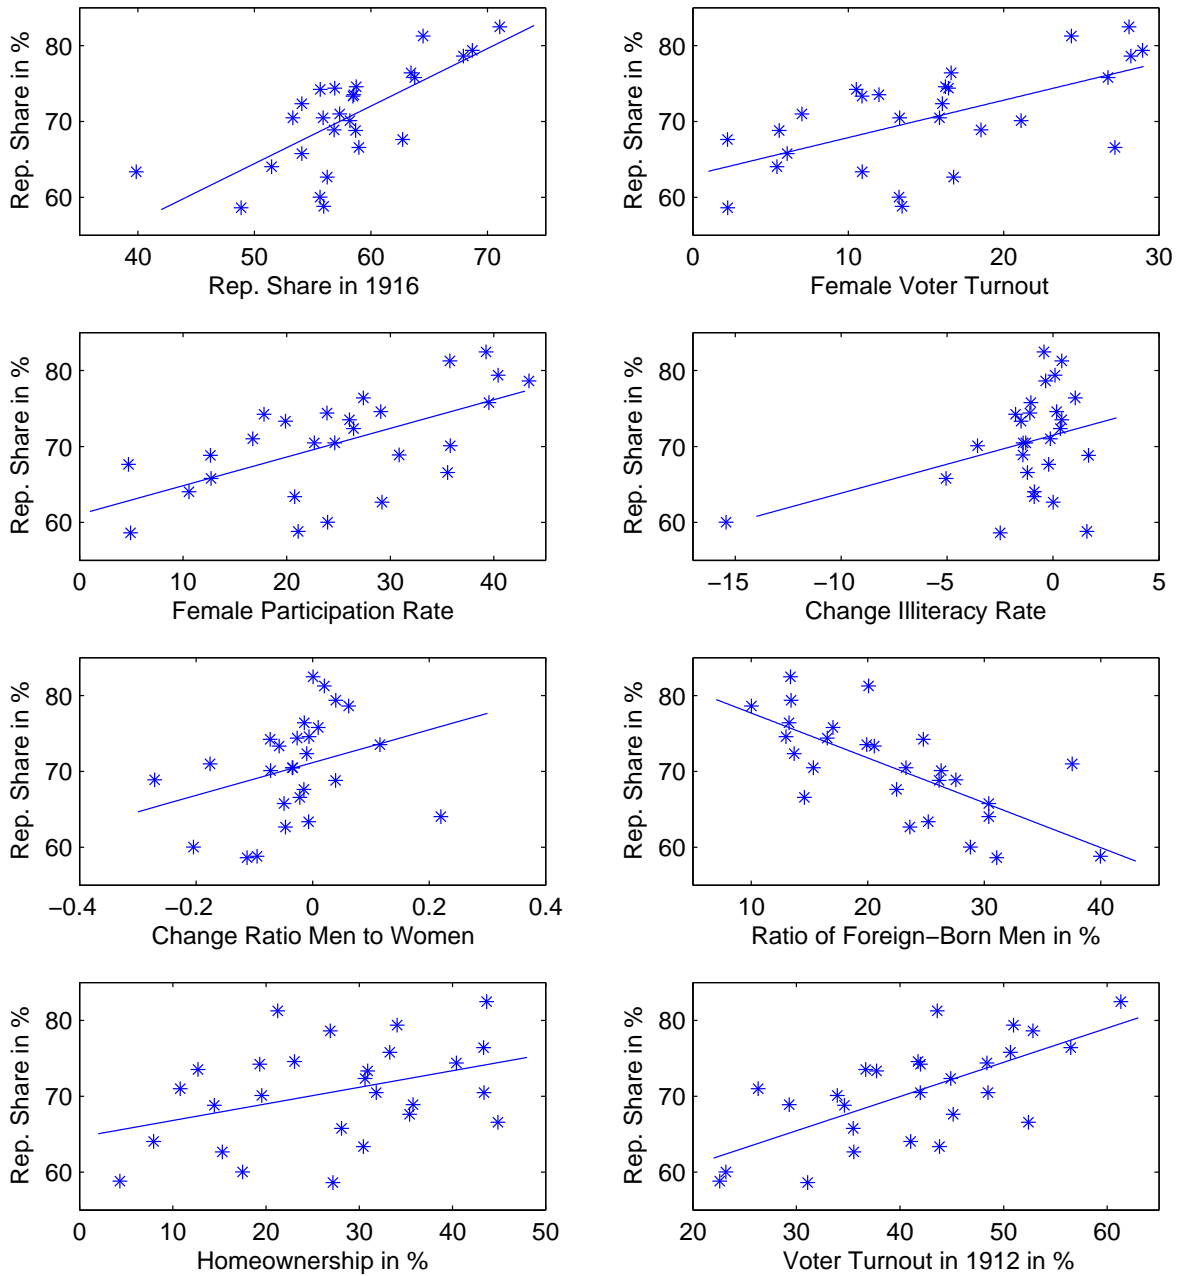 80
70
60
Rep. Share in %
40 50 60 70
Rep. Share in 1916
80
70
60
Rep. Share in %
0 10 20 30
Female Voter Turnout
80
70
60
Rep. Share in %
0 10 20 30 40
Female Participation Rate
80
70
60
Rep. Share in %
−15 −10 −5 0 5
Change Illiteracy Rate
80
70
60
Rep. Share in %
−0.4 −0.2 0 0.2 0.4
Change Ratio Men to Women
80
70
60
Rep. Share in %
10 20 30 40
Ratio of Foreign−Born Men in %
80
70
60
Rep. Share in %
0 10 20 30 40 50
Homeownership in %
80
70
60
Rep. Share in %
20 30 40 50 60
Voter Turnout in 1912 in %